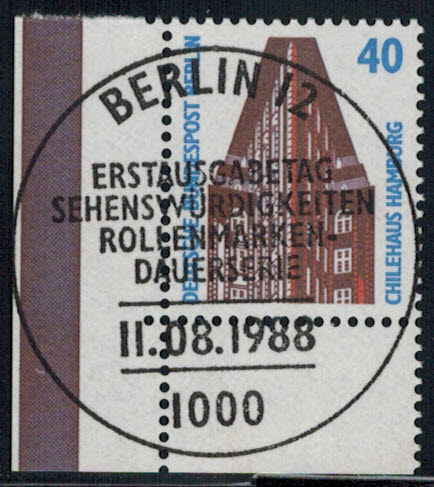 BERLIN 12
ERSTAUSGABETAG
SEHENSWÜRDIGKEITEN
ROLLENMARKEN-
DAUERSERIE
11.08.1988
1000
40
DEUTSCHE BUNDESPOST BERLIN
CHILEHAUS HAMBURG